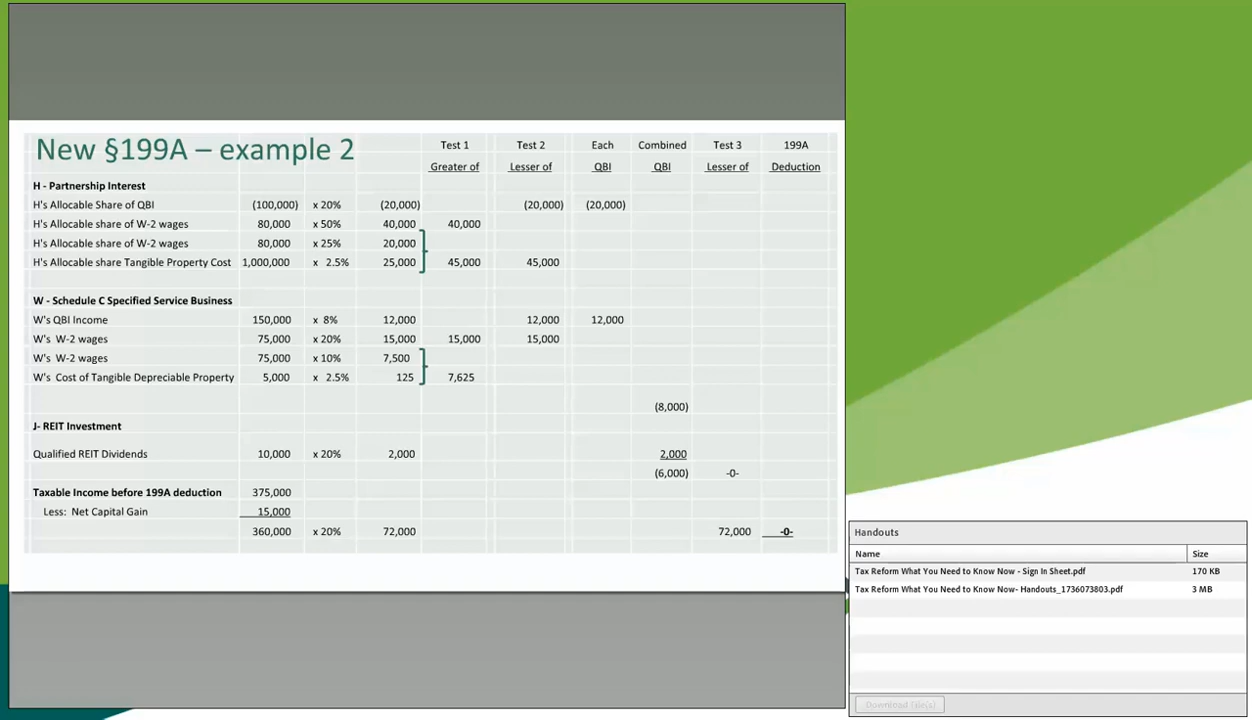 New §199A – example 2
Test 1 Test 2 Each Combined Test 3 199A
Greater of Lesser of QBI QBI Lesser of Deduction
H - Partnership Interest
H's Allocable Share of QBI (100,000) x 20% (20,000) (20,000) (20,000)
H's Allocable share of W-2 wages 80,000 x 50% 40,000 40,000
H's Allocable share of W-2 wages 80,000 x 25% 20,000
H's Allocable share Tangible Property Cost 1,000,000 x 2.5% 25,000 45,000 45,000
W - Schedule C Specified Service Business
W's QBI Income 150,000 x 8% 12,000 12,000 12,000
W's W-2 wages 75,000 x 20% 15,000 15,000 15,000
W's W-2 wages 75,000 x 10% 7,500
W's Cost of Tangible Depreciable Property 5,000 x 2.5% 125 7,625
(8,000)
J- REIT Investment
Qualified REIT Dividends 10,000 x 20% 2,000 2,000
(6,000) -0-
Taxable Income before 199A deduction 375,000
Less: Net Capital Gain 15,000
360,000 x 20% 72,000 72,000 -0-
Handouts
Name Size
Tax Reform What You Need to Know Now - Sign In Sheet.pdf 170 KB
Tax Reform What You Need to Know Now- Handouts_1736073803.pdf 3 MB
Download File(s)